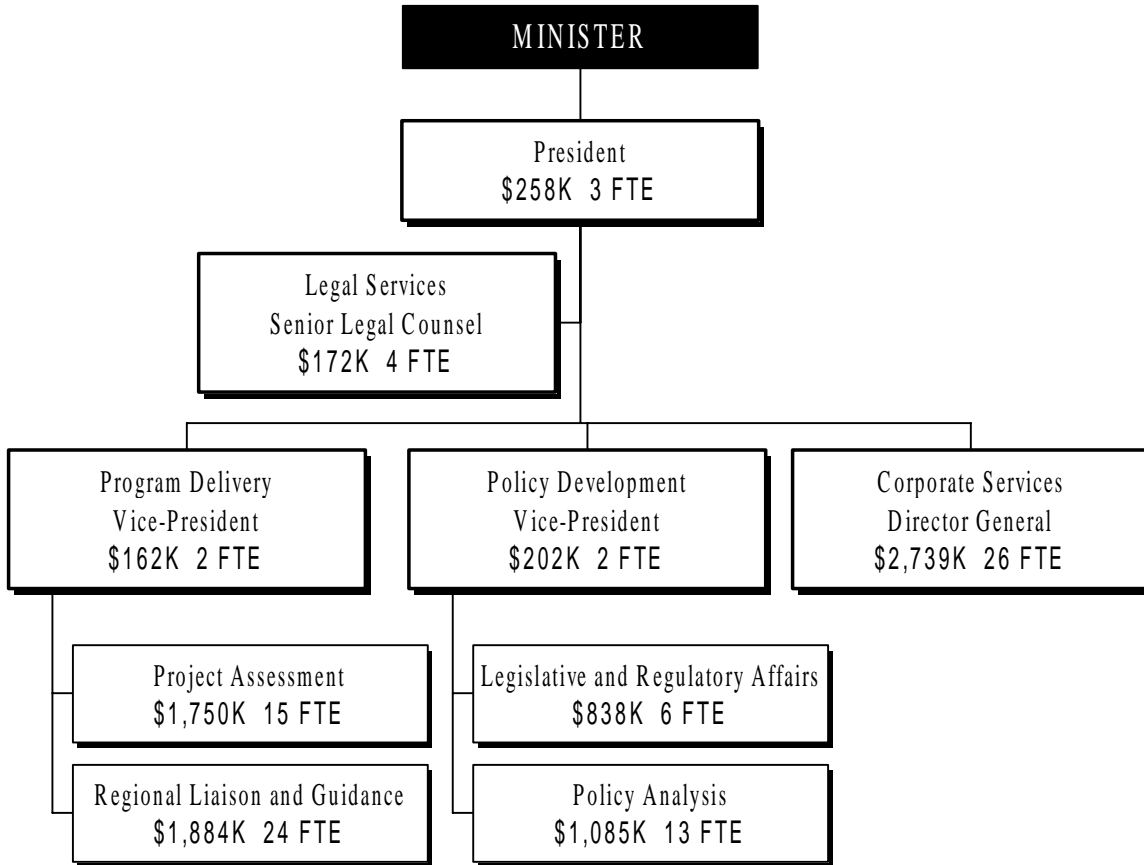 MINISTER
President
$258K 3 FTE
Legal Services
Senior Legal Counsel
$172K 4 FTE
Program Delivery
Vice-President
$162K 2 FTE
Policy Development
Vice-President
$202K 2 FTE
Corporate Services
Director General
$2,739K 26 FTE
Project Assessment
$1,750K 15 FTE
Regional Liaison and Guidance
$1,884K 24 FTE
Legislative and Regulatory Affairs
$838K 6 FTE
Policy Analysis
$1,085K 13 FTE